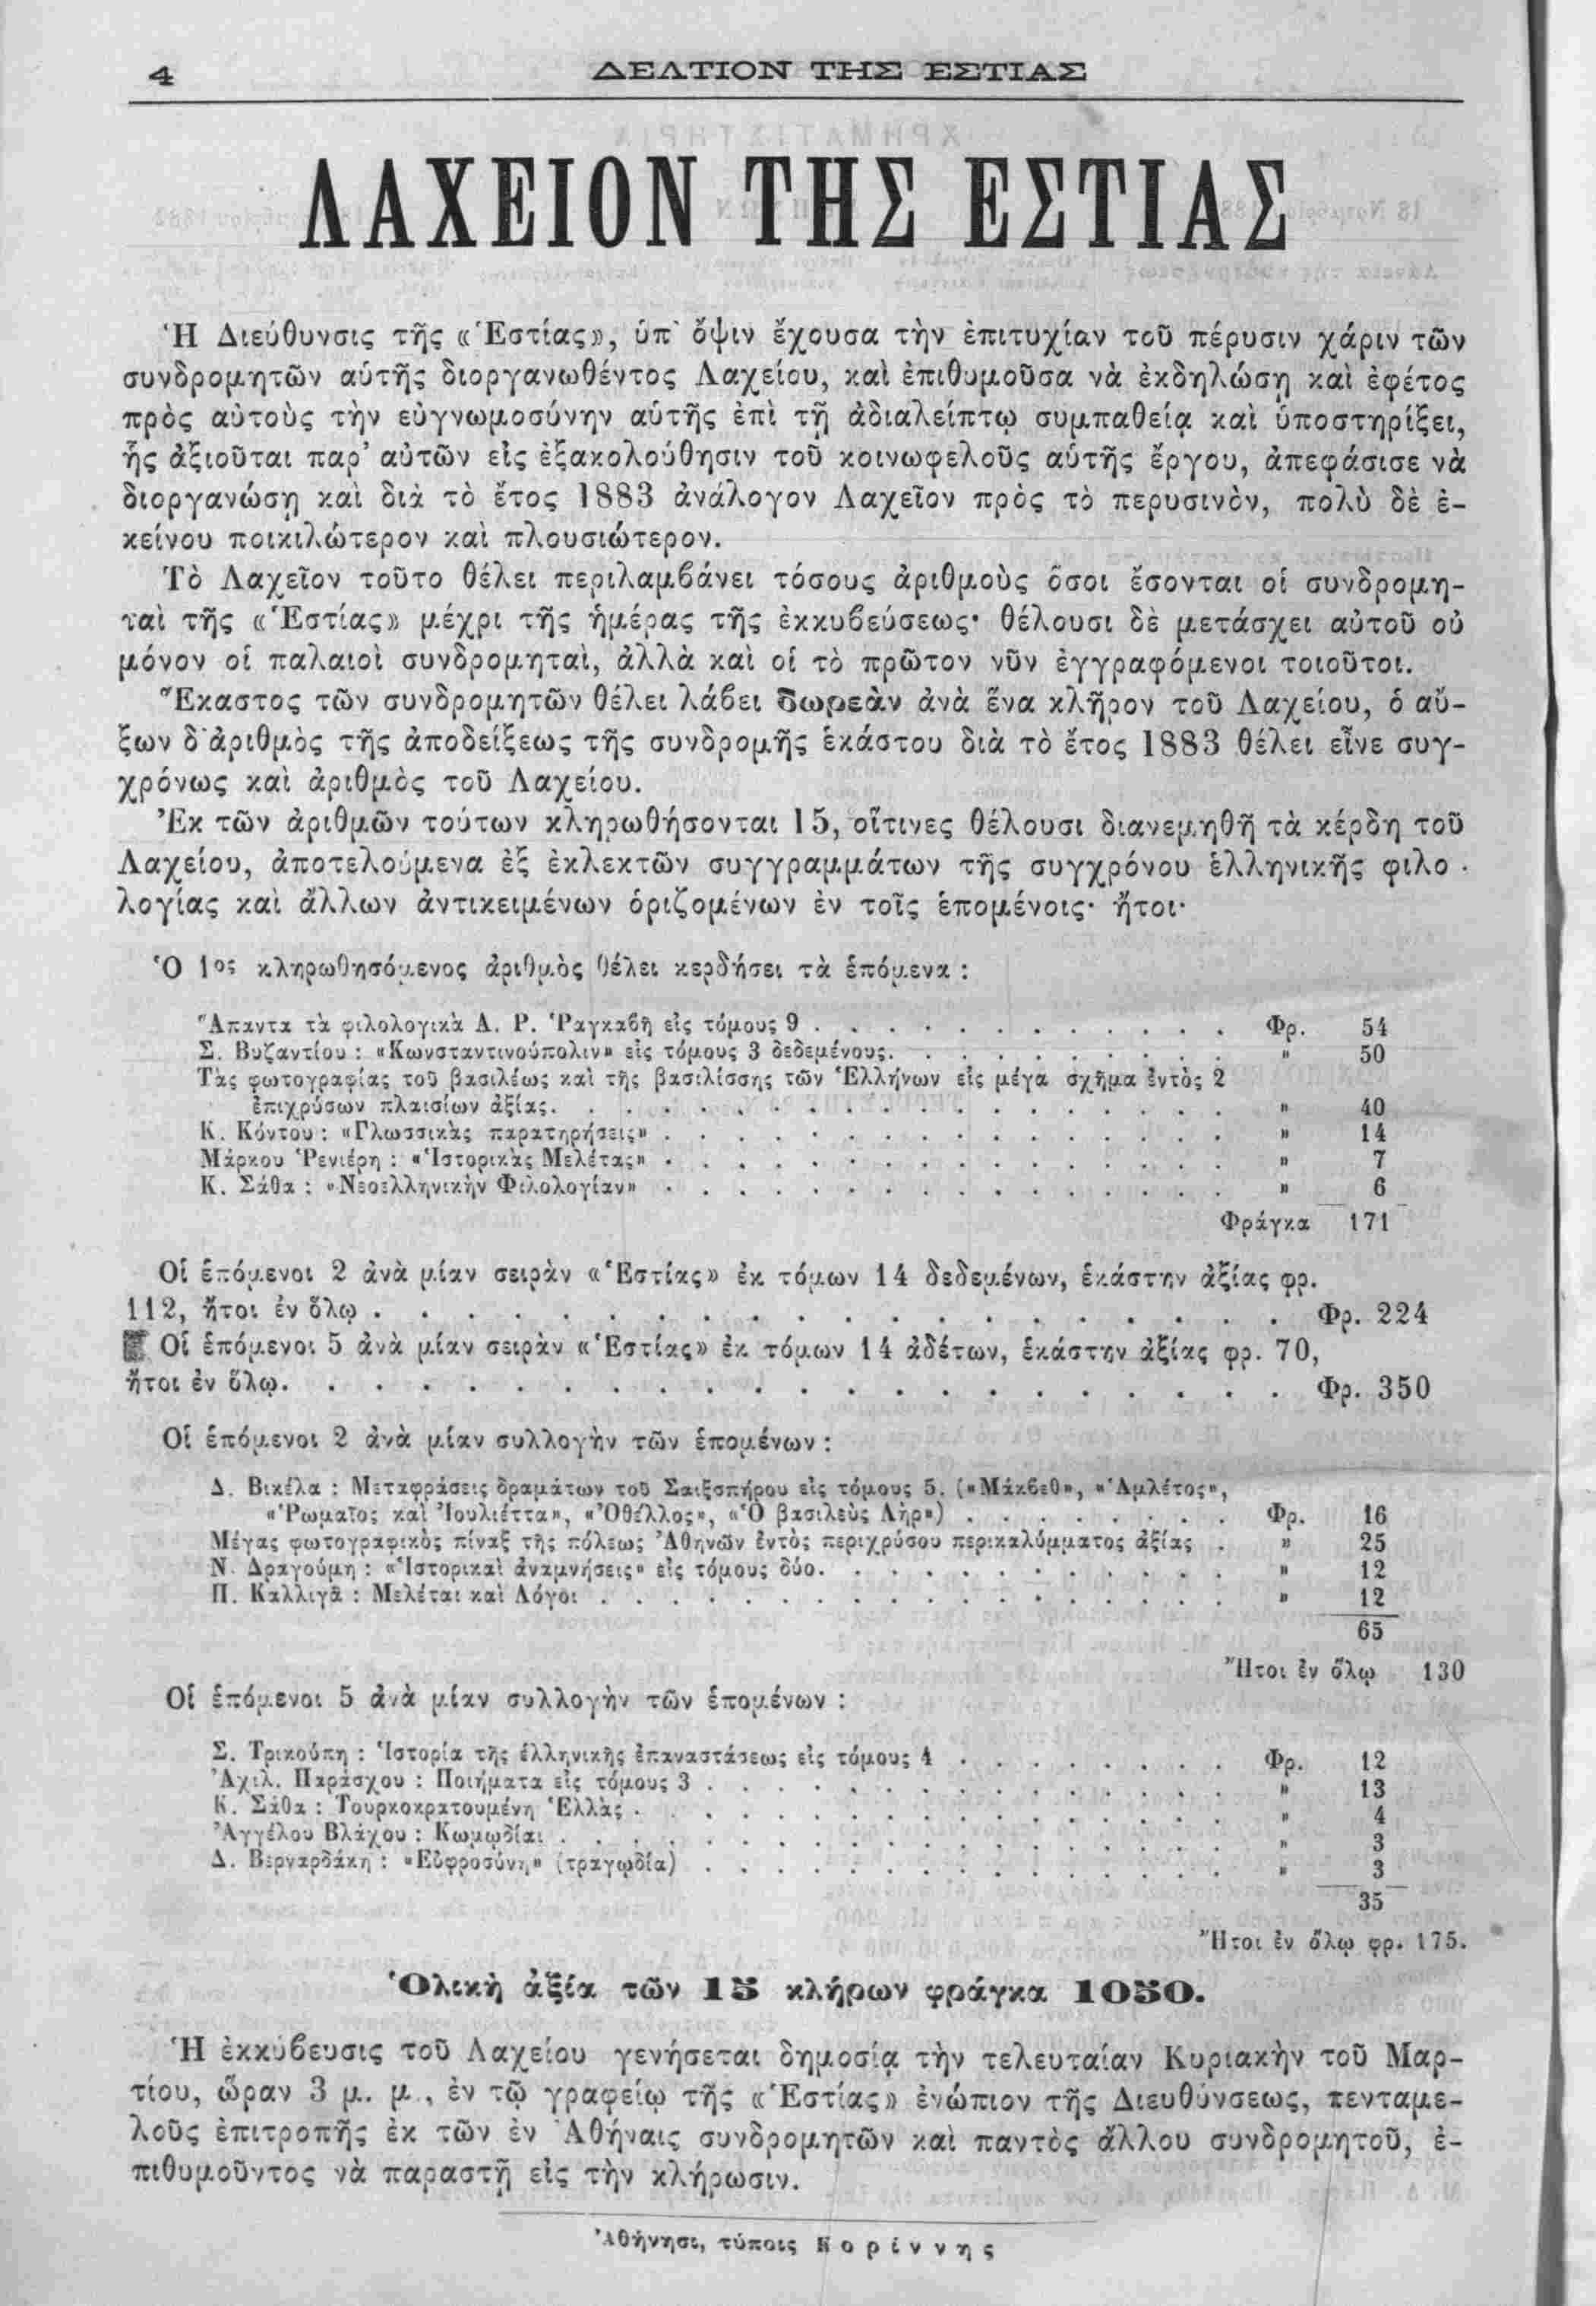 4 ΔΕΛΤΙΟΝ ΤΗΣ ΕΣΤΙΑΣ
ΛΑΧΕΙΟΝ ΤΗΣ ΕΣΤΙΑΣ
Ἡ Διεύθυνσις τῆς «Ἑστίας», ὑπ' ὄψιν ἔχουσα τὴν ἐπιτυχίαν τοῦ πέρυσιν χάριν τῶν
συνδρομητῶν αὑτῆς διοργανωθέντος Λαχείου, καὶ ἐπιθυμοῦσα νὰ ἐκδηλώσῃ καὶ ἐφέτος
πρὸς αὐτοὺς τὴν εὐγνωμοσύνην αὑτῆς ἐπὶ τῇ ἀδιαλείπτῳ συμπαθείᾳ καὶ ὑποστηρίξει,
ἧς ἀξιοῦται παρ' αὐτῶν εἰς ἐξακολούθησιν τοῦ κοινωφελοῦς αὑτῆς ἔργου, ἀπεφάσισε νὰ
διοργανώσῃ καὶ διὰ τὸ ἔτος 1883 ἀνάλογον Λαχεῖον πρὸς τὸ περυσινὸν, πολὺ δὲ ἐ-
κείνου ποικιλώτερον καὶ πλουσιώτερον.
Τὸ Λαχεῖον τοῦτο θέλει περιλαμβάνει τόσους ἀριθμοὺς ὅσοι ἔσονται οἱ συνδρομη-
ταὶ τῆς «Ἑστίας» μέχρι τῆς ἡμέρας τῆς ἐκκυβεύσεως· θέλουσι δὲ μετάσχει αὐτοῦ οὐ
μόνον οἱ παλαιοὶ συνδρομηταὶ, ἀλλὰ καὶ οἱ τὸ πρῶτον νῦν ἐγγραφόμενοι τοιοῦτοι.
Ἕκαστος τῶν συνδρομητῶν θέλει λάβει δωρεὰν ἀνὰ ἕνα κλῆρον τοῦ Λαχείου, ὁ αὔ-
ξων δ' ἀριθμὸς τῆς ἀποδείξεως τῆς συνδρομῆς ἑκάστου διὰ τὸ ἔτος 1883 θέλει εἶνε συγ-
χρόνως καὶ ἀριθμὸς τοῦ Λαχείου.
Ἐκ τῶν ἀριθμῶν τούτων κληρωθήσονται 15, οἵτινες θέλουσι διανεμηθῆ τὰ κέρδη τοῦ
Λαχείου, ἀποτελούμενα ἐξ ἐκλεκτῶν συγγραμμάτων τῆς συγχρόνου ἑλληνικῆς φιλο-
λογίας καὶ ἄλλων ἀντικειμένων ὁριζομένων ἐν τοῖς ἑπομένοις· ἤτοι·
Ὁ 1ος κληρωθησόμενος ἀριθμὸς θέλει κερδήσει τὰ ἑπόμενα :
Ἅπαντα τὰ φιλολογικὰ Α. Ρ. Ῥαγκαβῆ εἰς τόμους 9 . . . . . . . . . . . . Φρ. 54
Σ. Βυζαντίου : «Κωνσταντινούπολιν» εἰς τόμους 3 δεδεμένους. . . . . . . . . . » 50
Τὰς φωτογραφίας τοῦ βασιλέως καὶ τῆς βασιλίσσης τῶν Ἑλλήνων εἰς μέγα σχῆμα ἐντὸς 2
ἐπιχρύσων πλαισίων ἀξίας. . . . . . . . . . . . . . . . . . . » 40
Κ. Κόντου : «Γλωσσικὰς παρατηρήσεις» . . . . . . . . . . . . . . . . » 14
Μάρκου Ῥενιέρη : «Ἱστορικὰς Μελέτας» . . . . . . . . . . . . . . . . » 7
Κ. Σάθα : «Νεοελληνικὴν Φιλολογίαν» . . . . . . . . . . . . . . . . » 6
Φράγκα 171
Οἱ ἑπόμενοι 2 ἀνὰ μίαν σειρὰν «Ἑστίας» ἐκ τόμων 14 δεδεμένων, ἑκάστην ἀξίας φρ.
112, ἤτοι ἐν ὅλῳ . . . . . . . . . . . . . . . . . . . . Φρ. 224
Οἱ ἑπόμενοι 5 ἀνὰ μίαν σειρὰν «Ἑστίας» ἐκ τόμων 14 ἀδέτων, ἑκάστην ἀξίας φρ. 70,
ἤτοι ἐν ὅλῳ. . . . . . . . . . . . . . . . . . . . . . Φρ. 350
Οἱ ἑπόμενοι 2 ἀνὰ μίαν συλλογὴν τῶν ἑπομένων :
Δ. Βικέλα : Μεταφράσεις δραμάτων τοῦ Σαιξσπήρου εἰς τόμους 5. («Μάκβεθ», «Ἁμλέτος»,
«Ῥωμαῖος καὶ Ἰουλιέττα», «Ὀθέλλος», «Ὁ βασιλεὺς Λήρ») . . . . . . . . Φρ. 16
Μέγας φωτογραφικὸς πίναξ τῆς πόλεως Ἀθηνῶν ἐντὸς περιχρύσου περικαλύμματος ἀξίας . » 25
Ν. Δραγούμη : «Ἱστορικαὶ ἀναμνήσεις» εἰς τόμους δύο. . . . . . . . . . . . » 12
Π. Καλλιγᾶ : Μελέται καὶ Λόγοι . . . . . . . . . . . . . . . . . . » 12
65
Ἤτοι ἐν ὅλῳ 130
Οἱ ἑπόμενοι 5 ἀνὰ μίαν συλλογὴν τῶν ἑπομένων :
Σ. Τρικούπη : Ἱστορία τῆς ἑλληνικῆς ἐπαναστάσεως εἰς τόμους 4 . . . . . . . . Φρ. 12
Ἀχιλ. Παράσχου : Ποιήματα εἰς τόμους 3 . . . . . . . . . . . . . . . » 13
Κ. Σάθα : Τουρκοκρατουμένη Ἑλλὰς . . . . . . . . . . . . . . . . . » 4
Ἀγγέλου Βλάχου : Κωμῳδίαι . . . . . . . . . . . . . . . . . . . » 3
Δ. Βερναρδάκη : «Εὐφροσύνη» (τραγῳδία) . . . . . . . . . . . . . . . » 3
35
Ἤτοι ἐν ὅλῳ φρ. 175.
Ὁλικὴ ἀξία τῶν 15 κλήρων φράγκα 1050.
Ἡ ἐκκύβευσις τοῦ Λαχείου γενήσεται δημοσίᾳ τὴν τελευταίαν Κυριακὴν τοῦ Μαρ-
τίου, ὥραν 3 μ. μ., ἐν τῷ γραφείῳ τῆς «Ἑστίας» ἐνώπιον τῆς Διευθύνσεως, πενταμε-
λοῦς ἐπιτροπῆς ἐκ τῶν ἐν Ἀθήναις συνδρομητῶν καὶ παντὸς ἄλλου συνδρομητοῦ, ἐ-
πιθυμοῦντος νὰ παραστῇ εἰς τὴν κλήρωσιν.
Ἀθήνησι, τύποις Κορίννης